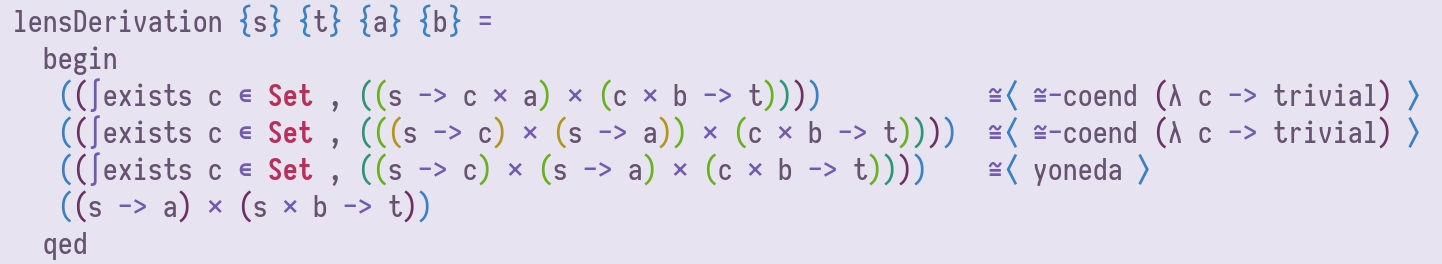 lensDerivation {s} {t} {a} {b} =
  begin
   ((∫exists c ∈ Set , ((s -> c × a) × (c × b -> t))))           ≅⟨ ≅-coend (λ c -> trivial) ⟩
   ((∫exists c ∈ Set , (((s -> c) × (s -> a)) × (c × b -> t))))  ≅⟨ ≅-coend (λ c -> trivial) ⟩
   ((∫exists c ∈ Set , ((s -> c) × (s -> a) × (c × b -> t))))    ≅⟨ yoneda ⟩
   ((s -> a) × (s × b -> t))
  qed